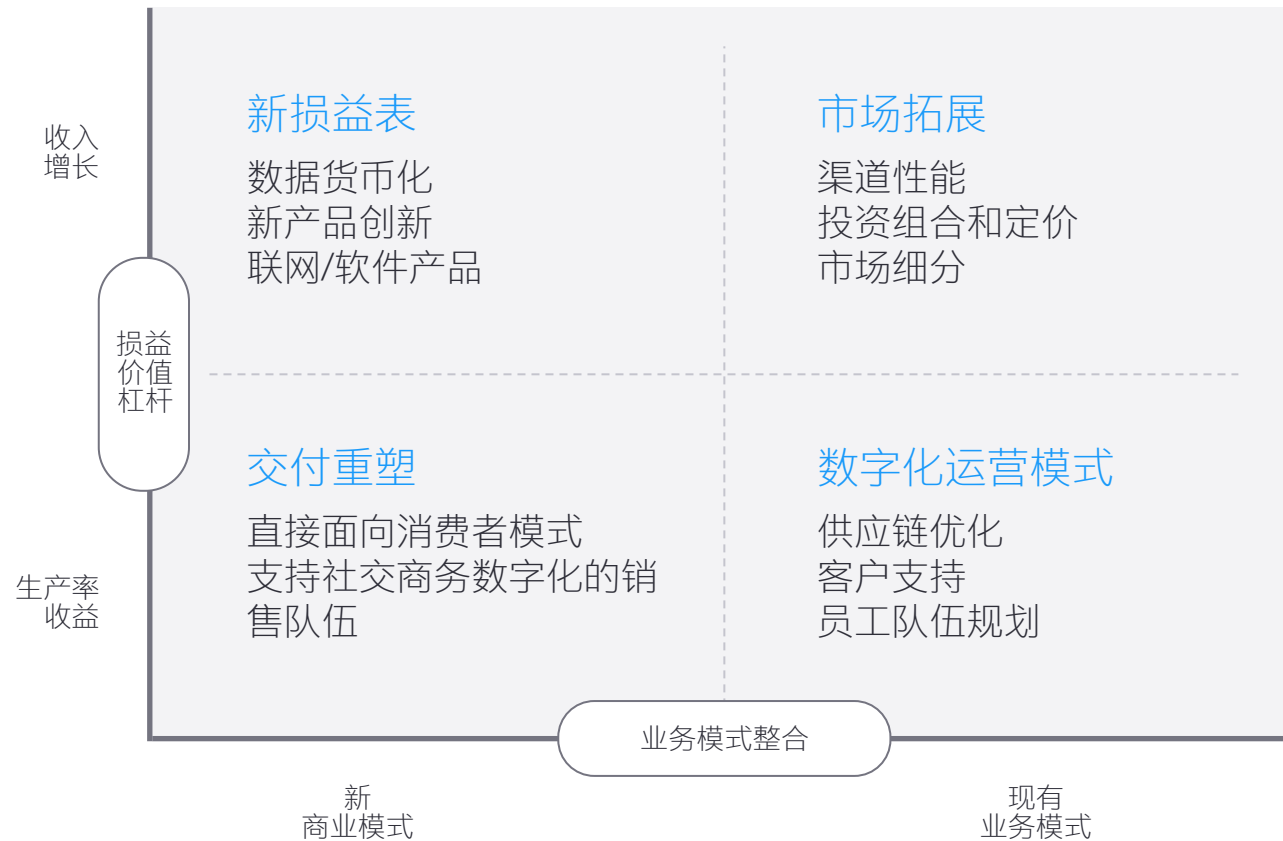 收入
增长
新损益表
数据货币化
新产品创新
联网/软件产品
市场拓展
渠道性能
投资组合和定价
市场细分
损益
价值
杠杆
生产率
收益
交付重塑
直接面向消费者模式
支持社交商务数字化的销
售队伍
数字化运营模式
供应链优化
客户支持
员工队伍规划
业务模式整合
新
商业模式
现有
业务模式